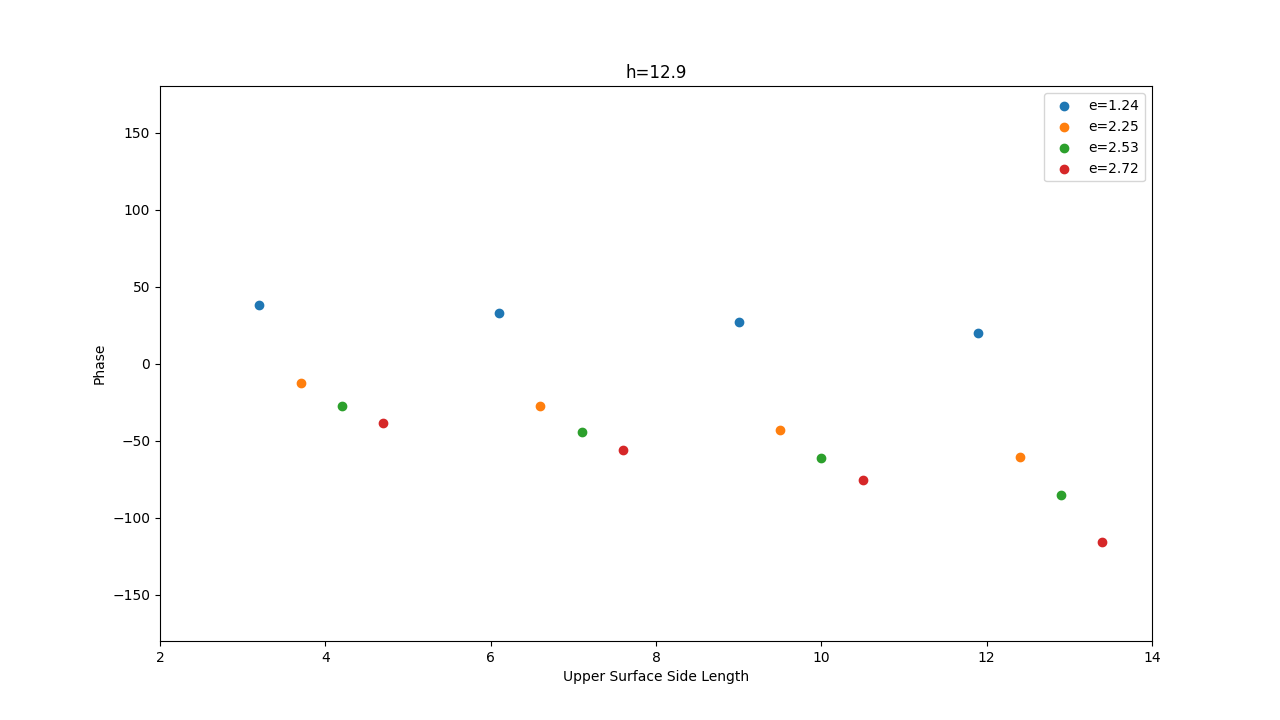 h=12.9
e=1.24
e=2.25
e=2.53
e=2.72
150
100
50
0
−50
−100
−150
Phase
2 4 6 8 10 12 14
Upper Surface Side Length